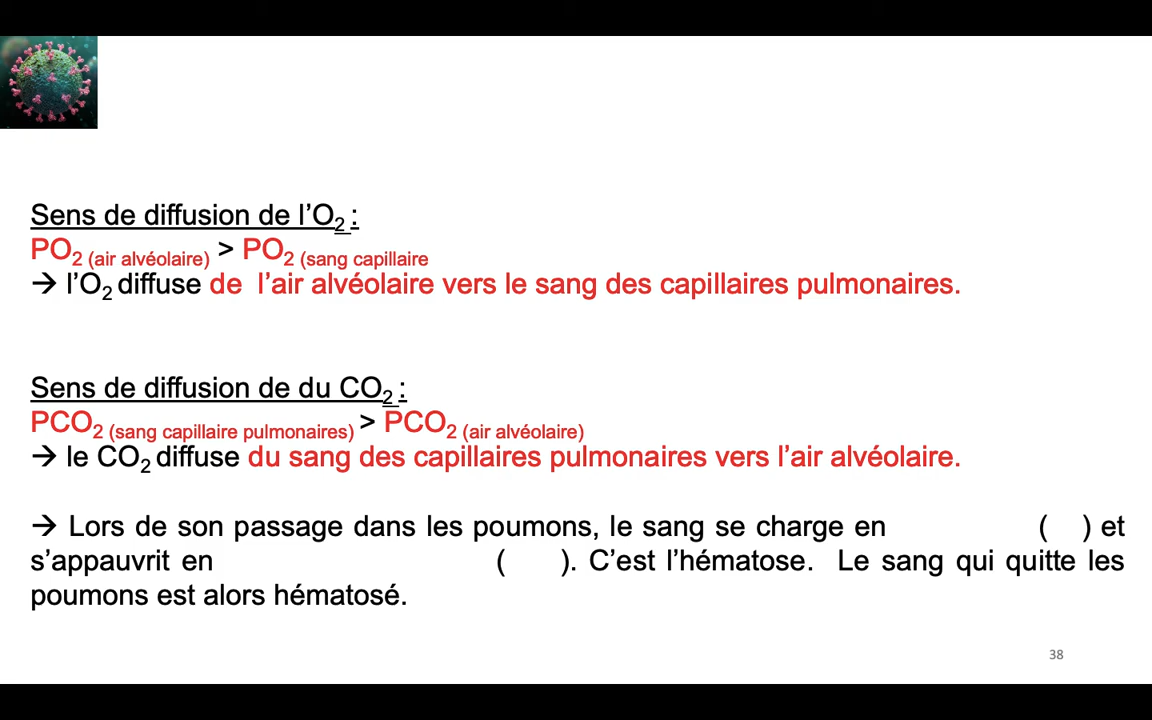 Sens de diffusion de l’O2 :
PO2 (air alvéolaire) > PO2 (sang capillaire
→ l’O2 diffuse de l’air alvéolaire vers le sang des capillaires pulmonaires.
Sens de diffusion de du CO2 :
PCO2 (sang capillaire pulmonaires) > PCO2 (air alvéolaire)
→ le CO2 diffuse du sang des capillaires pulmonaires vers l’air alvéolaire.
→ Lors de son passage dans les poumons, le sang se charge en ( ) et
s’appauvrit en ( ). C’est l’hématose. Le sang qui quitte les
poumons est alors hématosé.
38